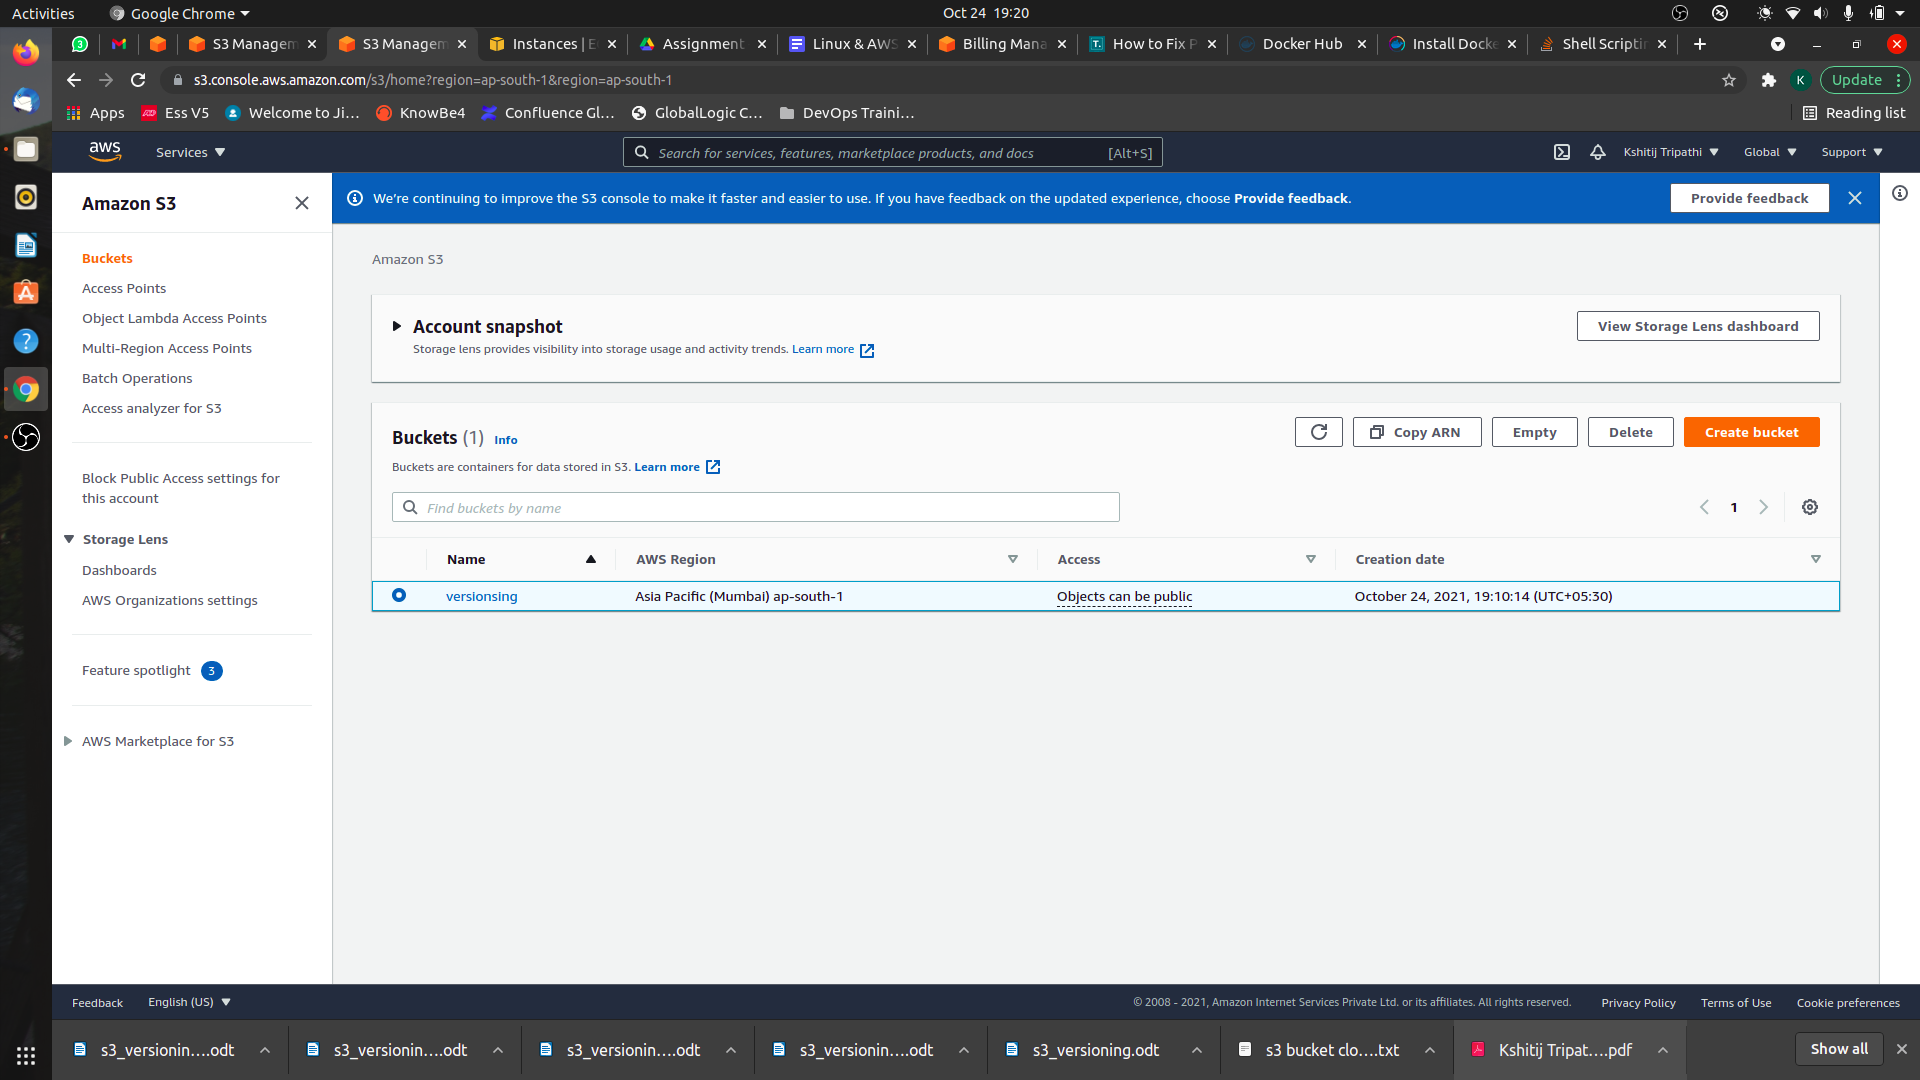 Activities
Google Chrome
Oct 24 19:20
3
S3 Managem
S3 Managem
Instances | E
Assignment
Linux & AWS
Billing Mana
How to Fix P
Docker Hub
Install Docke
Shell Scriptin
s3.console.aws.amazon.com/s3/home?region=ap-south-1&region=ap-south-1
K
Update
Apps
Ess V5
Welcome to Ji...
KnowBe4
Confluence Gl...
GlobalLogic C...
DevOps Traini...
Reading list
aws
Services
Search for services, features, marketplace products, and docs
[Alt+S]
Kshitij Tripathi
Global
Support
Amazon S3
Buckets
Access Points
Object Lambda Access Points
Multi-Region Access Points
Batch Operations
Access analyzer for S3
Block Public Access settings for
this account
Storage Lens
Dashboards
AWS Organizations settings
Feature spotlight 3
AWS Marketplace for S3
We're continuing to improve the S3 console to make it faster and easier to use. If you have feedback on the updated experience, choose Provide feedback.
Provide feedback
Amazon S3
Account snapshot
Storage lens provides visibility into storage usage and activity trends. Learn more
View Storage Lens dashboard
Buckets (1) Info
Buckets are containers for data stored in S3. Learn more
Copy ARN
Empty
Delete
Create bucket
Find buckets by name
1
Name
AWS Region
Access
Creation date
versionsing
Asia Pacific (Mumbai) ap-south-1
Objects can be public
October 24, 2021, 19:10:14 (UTC+05:30)
Feedback
English (US)
© 2008 - 2021, Amazon Internet Services Private Ltd. or its affiliates. All rights reserved.
Privacy Policy
Terms of Use
Cookie preferences
s3_versionin....odt
s3_versionin....odt
s3_versionin....odt
s3_versionin....odt
s3_versioning.odt
s3 bucket clo....txt
Kshitij Tripat....pdf
Show all